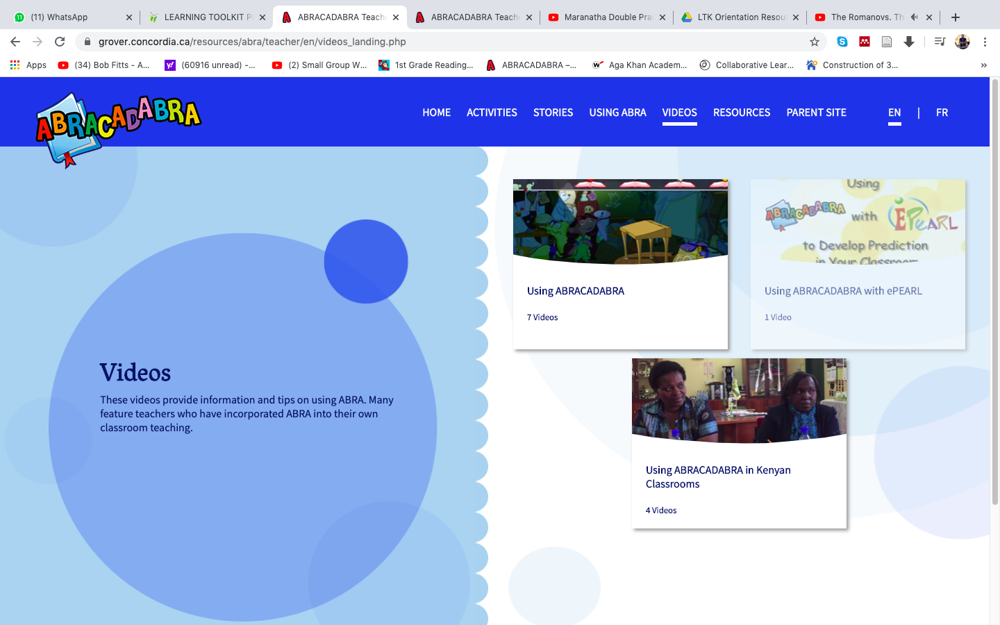 (11) WhatsApp
LEARNING TOOLKIT P
ABRACADABRA Teach
ABRACADABRA Teach
Maranatha Double Pra
LTK Orientation Resou
The Romanovs. Th
grover.concordia.ca/resources/abra/teacher/en/videos_landing.php
Apps
(34) Bob Fitts - A...
(60916 unread) -...
(2) Small Group W...
1st Grade Reading...
ABRACADABRA –...
Aga Khan Academ...
Collaborative Lear...
Construction of 3...
»
ABRACADABRA
HOME
ACTIVITIES
STORIES
USING ABRA
VIDEOS
RESOURCES
PARENT SITE
EN
|
FR
Videos
These videos provide information and tips on using ABRA. Many
feature teachers who have incorporated ABRA into their own
classroom teaching.
Using ABRACADABRA
7 Videos
Using
ABRACADABRA with EPEARL
to Develop Prediction
in Your Classroom
Using ABRACADABRA with ePEARL
1 Video
Using ABRACADABRA in Kenyan
Classrooms
4 Videos